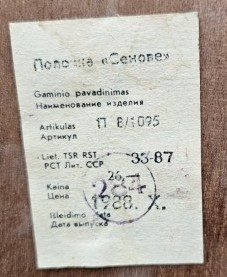 Полочка «Сенове»
Gaminio pavadinimas
Наименование изделия
Artikulas П 8/1095
Артикул
Liet. TSR RST 33-87
РСТ Лит. ССР
Kaina
Цена
1988. X.
Išleidimo data
Дата выпуска